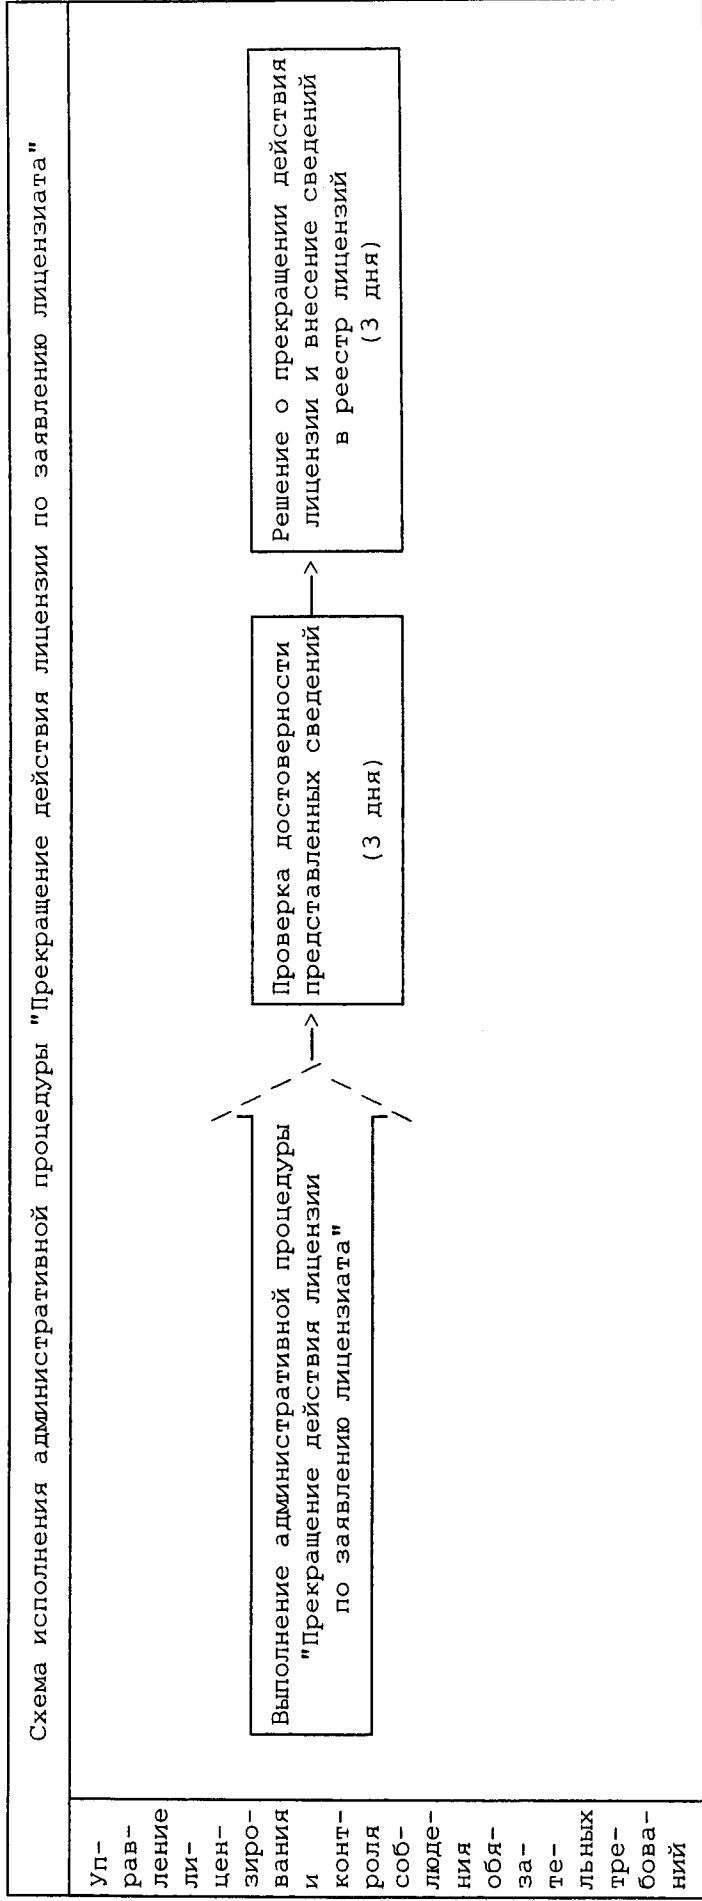 Схема исполнения административной процедуры "Прекращение действия лицензии по заявлению лицензиата"
Уп-
рав-
ление
ли-
цен-
зиро-
вания
и
конт-
роля
соб-
люде-
ния
обя-
за-
те-
льных
тре-
бова-
ний
Выполнение административной процедуры
"Прекращение действия лицензии
по заявлению лицензиата"
Проверка достоверности
представленных сведений
(3 дня)
Решение о прекращении действия
лицензии и внесение сведений
в реестр лицензий
(3 дня)